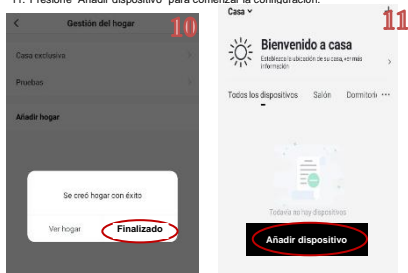 11. Presione "Añadir dispositivo" para comenzar la configuración.
Gestión del hogar
10
Casa exclusiva
Pruebas
Añadir hogar
Se creó hogar con éxito
Ver hogar
Finalizado
Casa
11
Bienvenido a casa
Establezca la ubicación de su casa, ver más
información
Todos los dispositivos Salón Dormitorio
Todavía no hay dispositivos
Añadir dispositivo